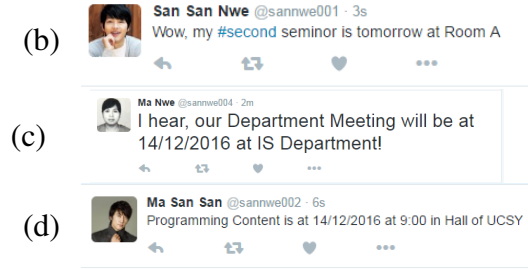 (b)
San San Nwe @sannwe001 · 3s
Wow, my #second seminor is tomorrow at Room A
(c)
Ma Nwe @sannwe004 · 2m
I hear, our Department Meeting will be at
14/12/2016 at IS Department!
(d)
Ma San San @sannwe002 · 6s
Programming Content is at 14/12/2016 at 9:00 in Hall of UCSY